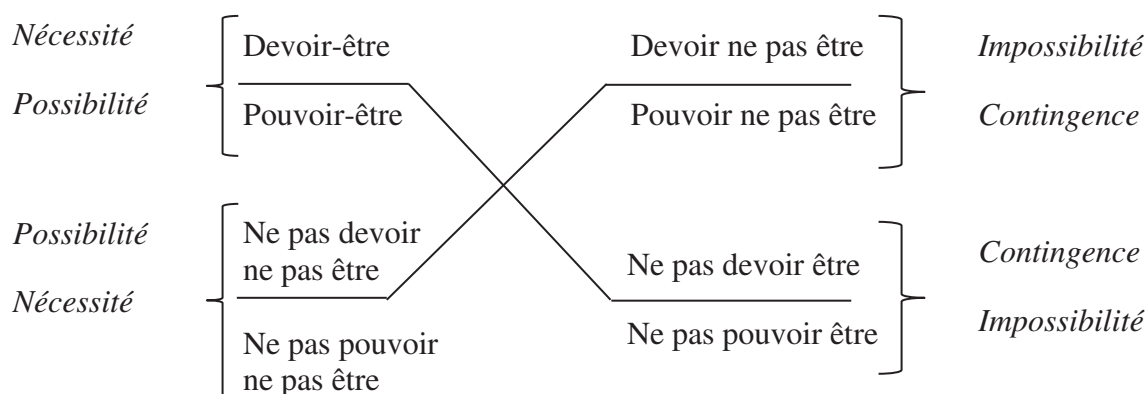 Nécessité
Possibilité
Devoir-être
Pouvoir-être
Devoir ne pas être
Pouvoir ne pas être
Impossibilité
Contingence
Possibilité
Nécessité
Ne pas devoir
ne pas être
Ne pas pouvoir
ne pas être
Ne pas devoir être
Ne pas pouvoir être
Contingence
Impossibilité